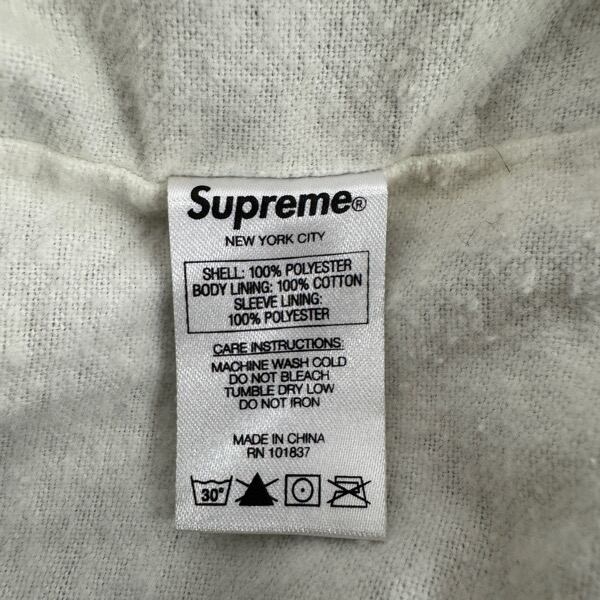 Supreme®
NEW YORK CITY
SHELL: 100% POLYESTER
BODY LINING: 100% COTTON
SLEEVE LINING:
100% POLYESTER
CARE INSTRUCTIONS:
MACHINE WASH COLD
DO NOT BLEACH
TUMBLE DRY LOW
DO NOT IRON
MADE IN CHINA
RN 101837
30°